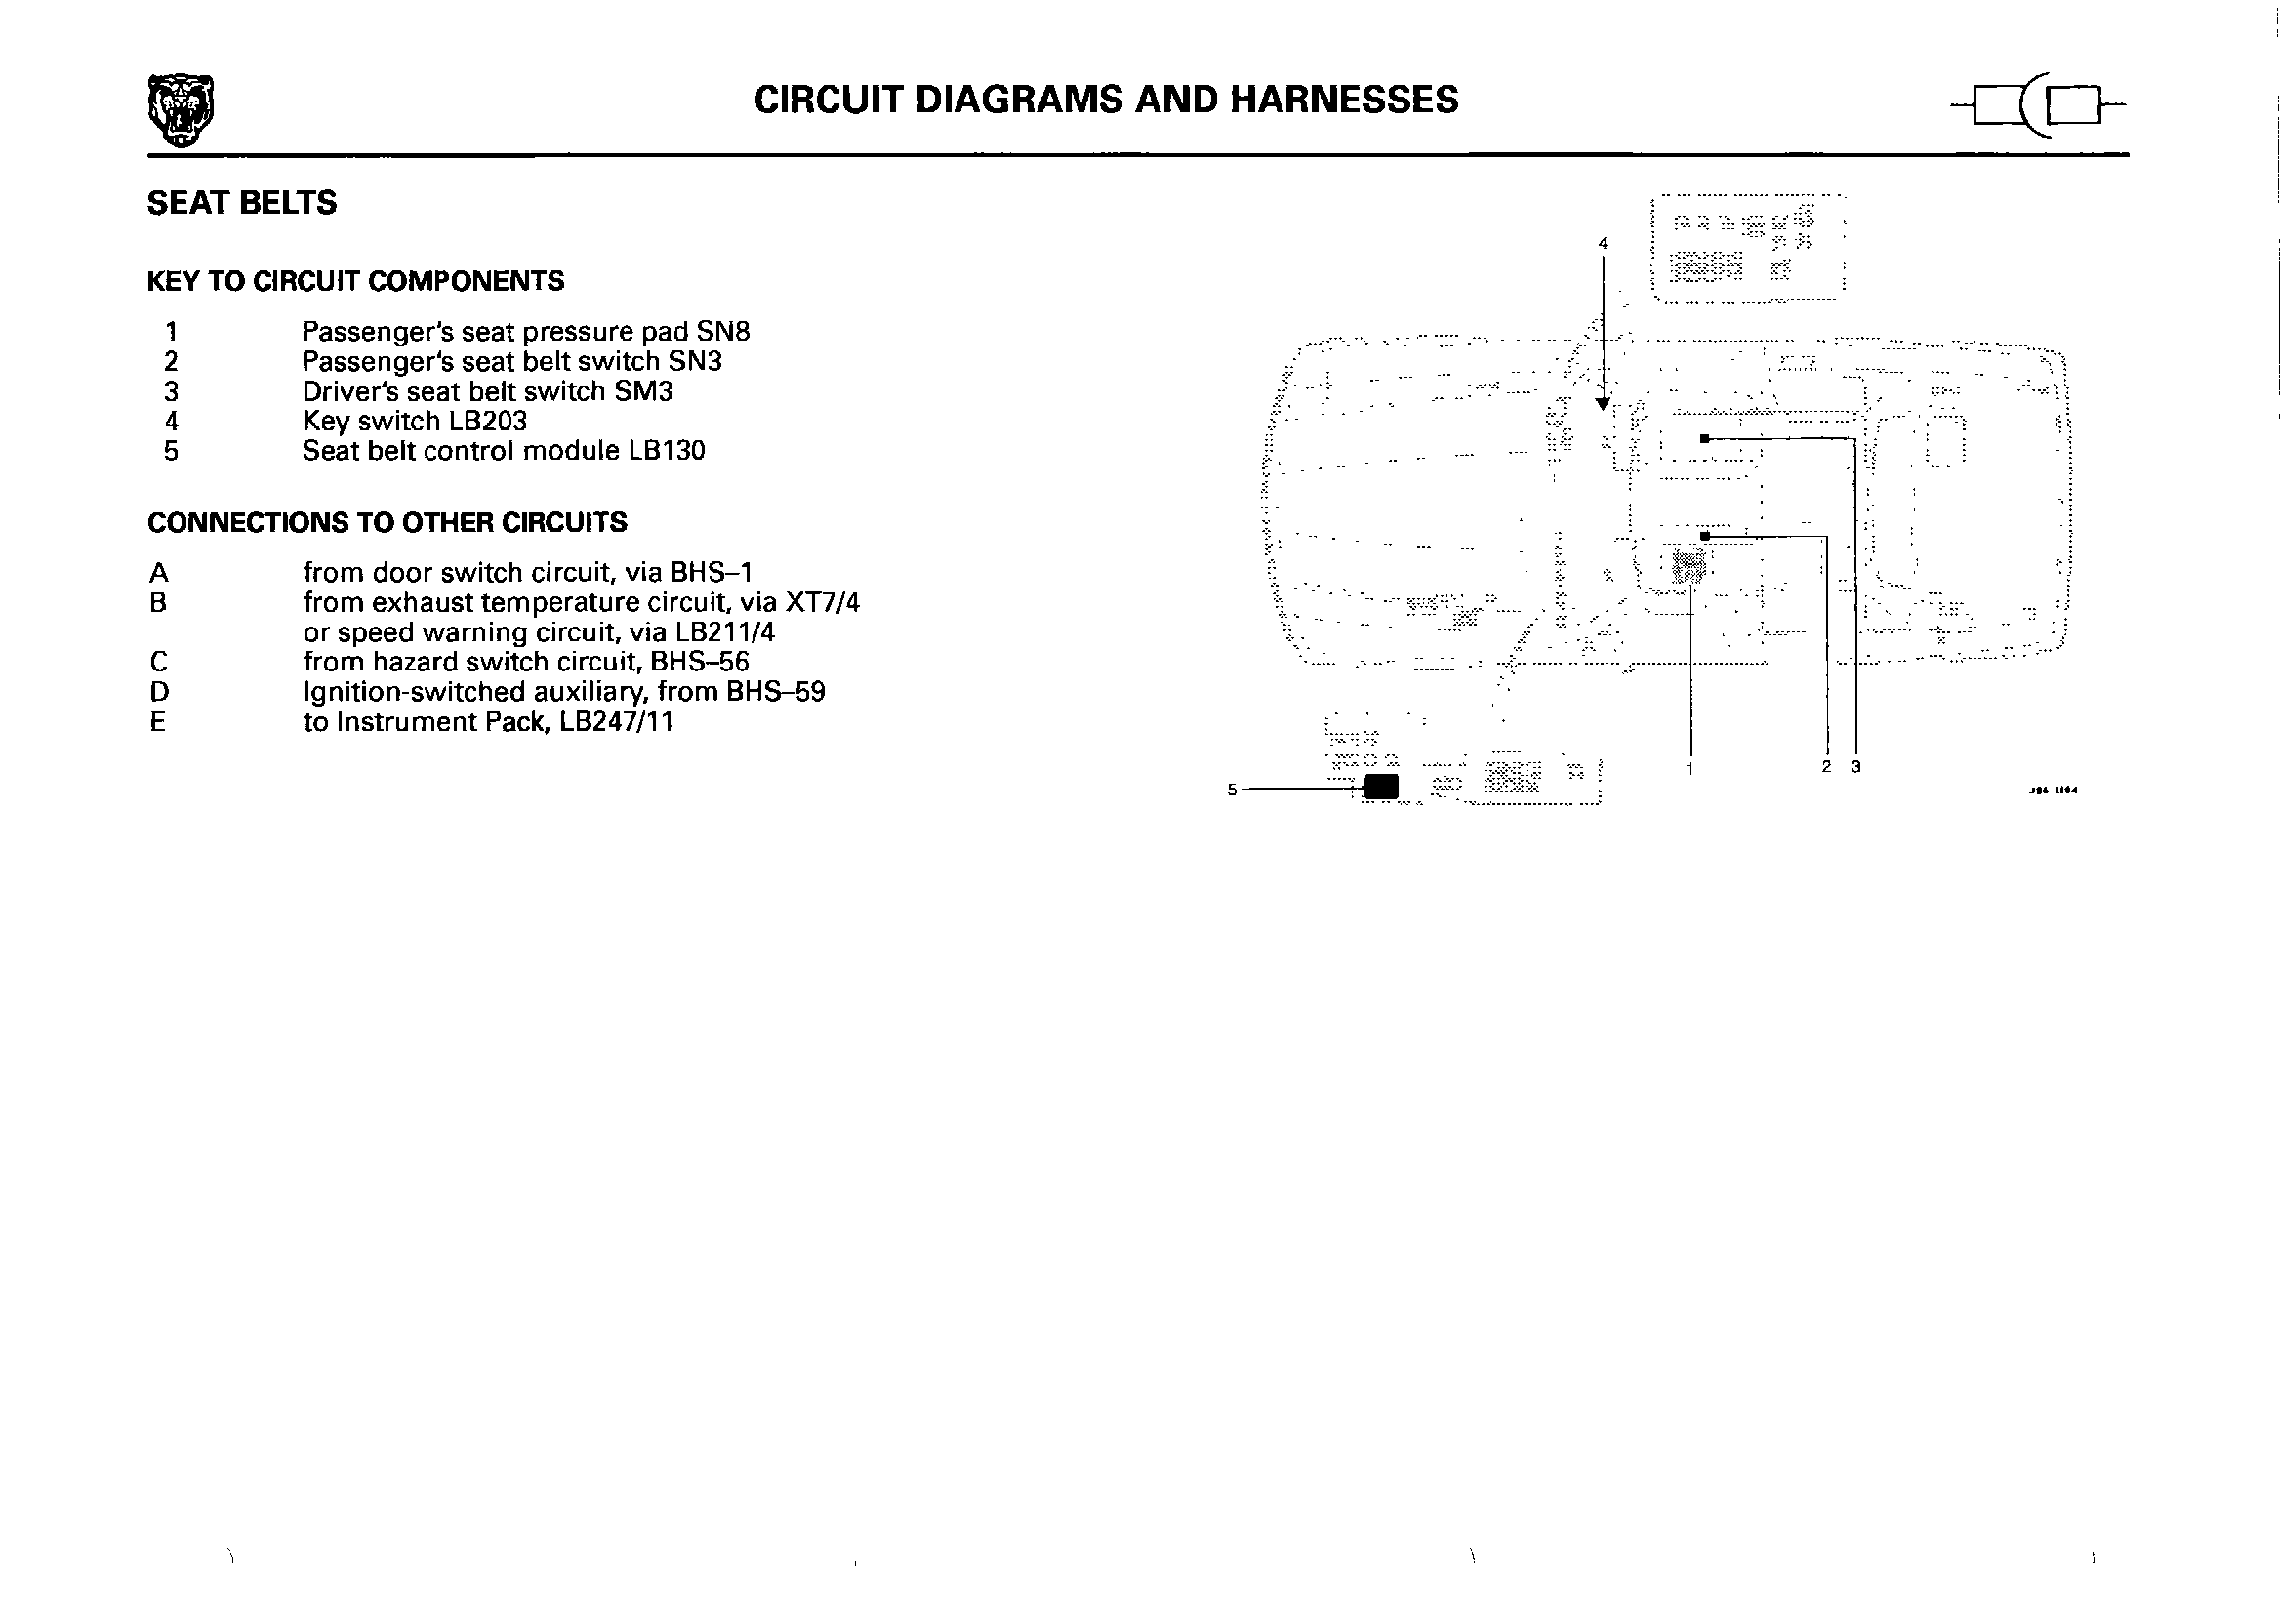 CIRCUIT DIAGRAMS AND HARNESSES
SEAT BELTS
KEY TO CIRCUIT COMPONENTS
1 Passenger's seat pressure pad SN8
2 Passenger's seat belt switch SN3
3 Driver's seat belt switch SM3
4 Key switch LB203
5 Seat belt control module LB130
CONNECTIONS TO OTHER CIRCUITS
A from door switch circuit, via BHS–1
B from exhaust temperature circuit, via XT7/4
or speed warning circuit, via LB211/4
C from hazard switch circuit, BHS–56
D Ignition-switched auxiliary, from BHS–59
E to Instrument Pack, LB247/11
4
1
2 3
5